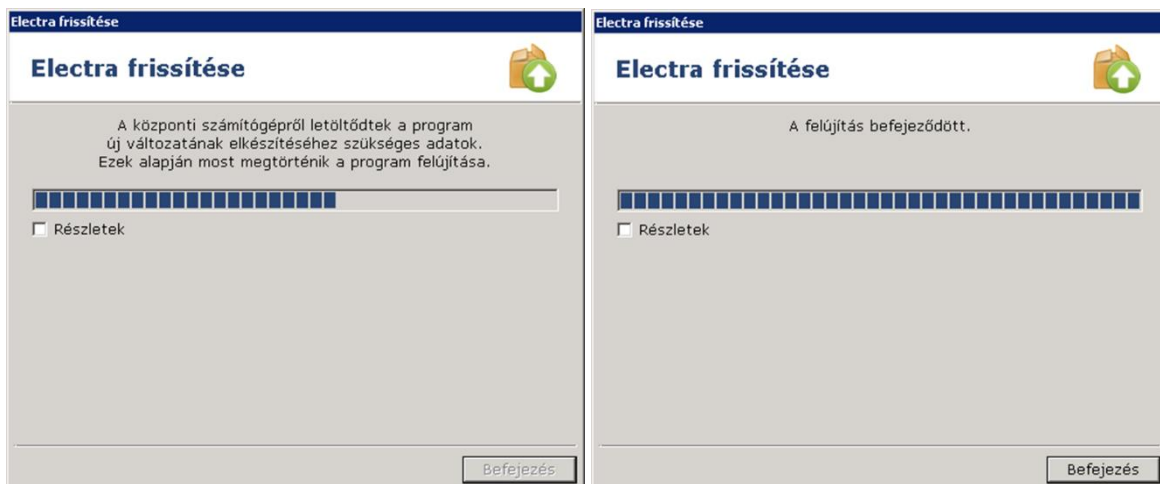 Electra frissítése
Electra frissítése
A központi számítógépről letöltődtek a program
új változatának elkészítéséhez szükséges adatok.
Ezek alapján most megtörténik a program felújítása.
Részletek
Befejezés
Electra frissítése
Electra frissítése
A felújítás befejeződött.
Részletek
Befejezés